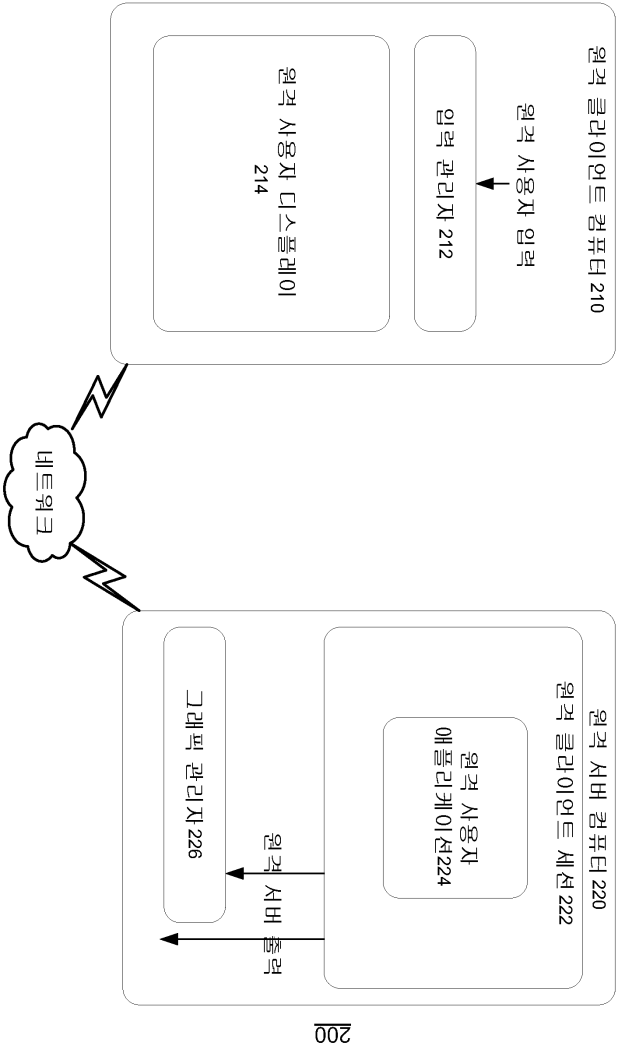 원격 클라이언트 컴퓨터 210
원격 사용자 입력
입력 관리자 212
원격 사용자 디스플레이
214
네트워크
원격 서버 컴퓨터 220
원격 클라이언트 세션 222
원격 사용자
애플리케이션224
원격 서버 출력
그래픽 관리자 226
200